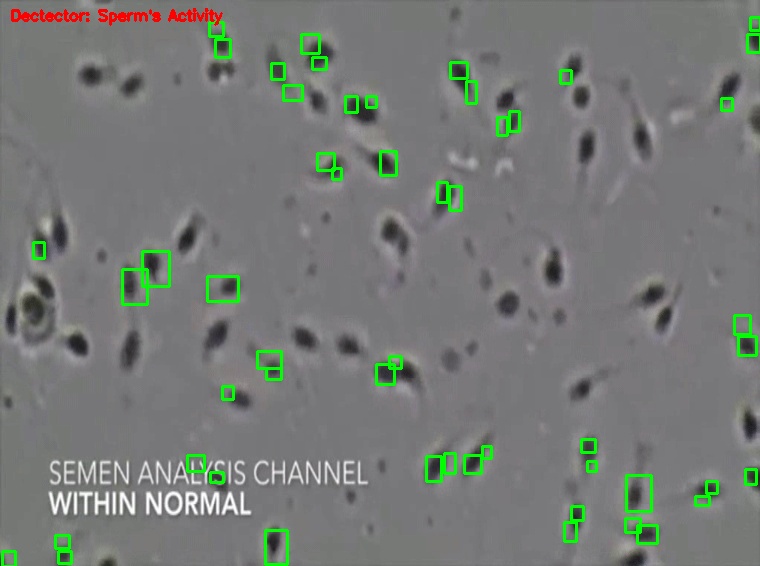 Dectector: Sperm's Activity
SEMEN ANALYSIS CHANNEL
WITHIN NORMAL